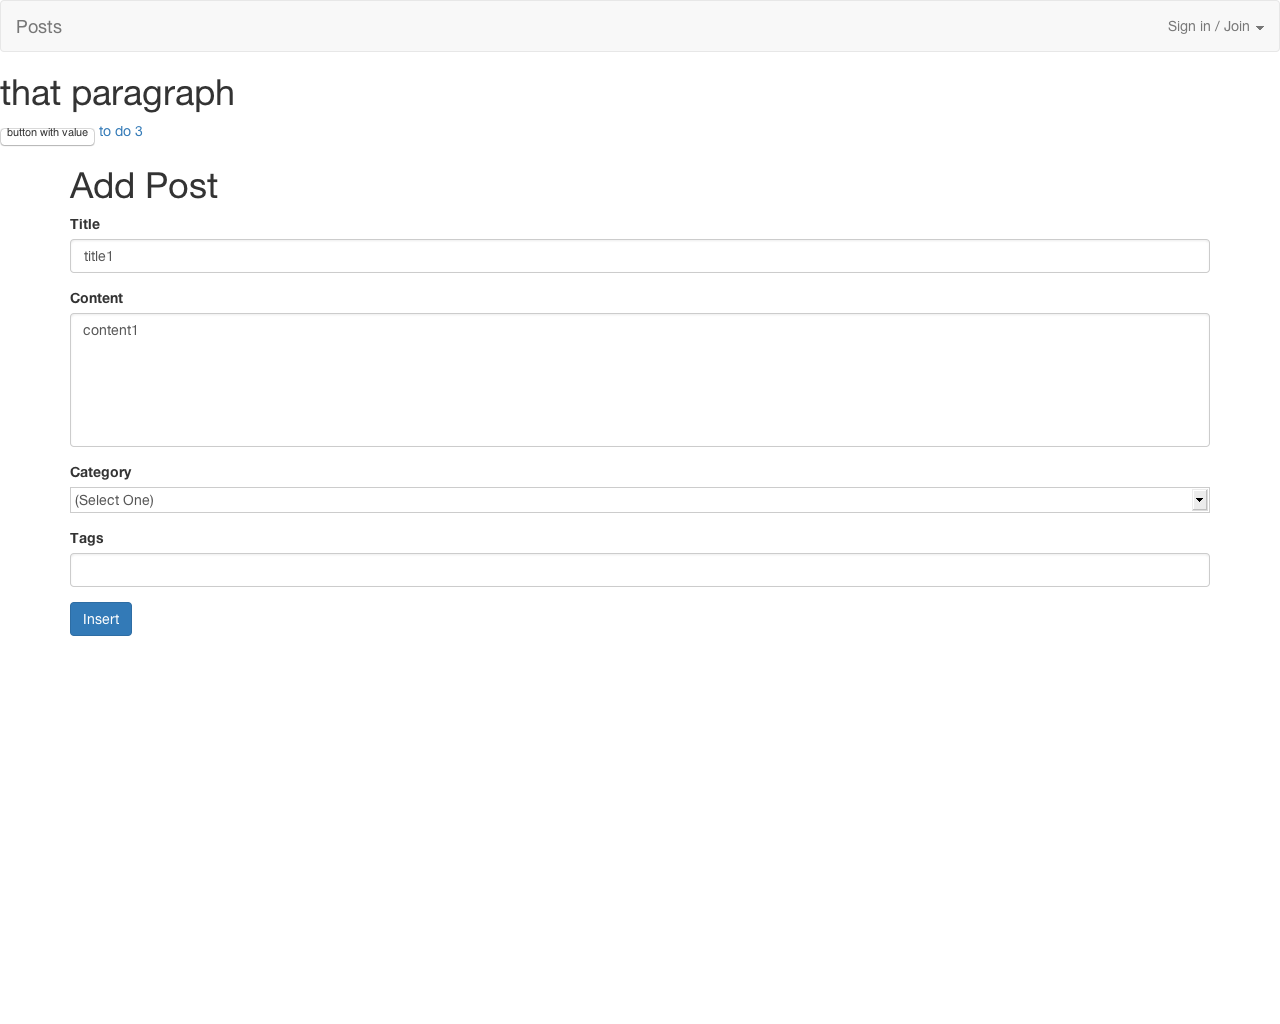 Posts
Sign in / Join
that paragraph
button with value to do 3
Add Post
Title
title1
Content
content1
Category
(Select One)
Tags
Insert